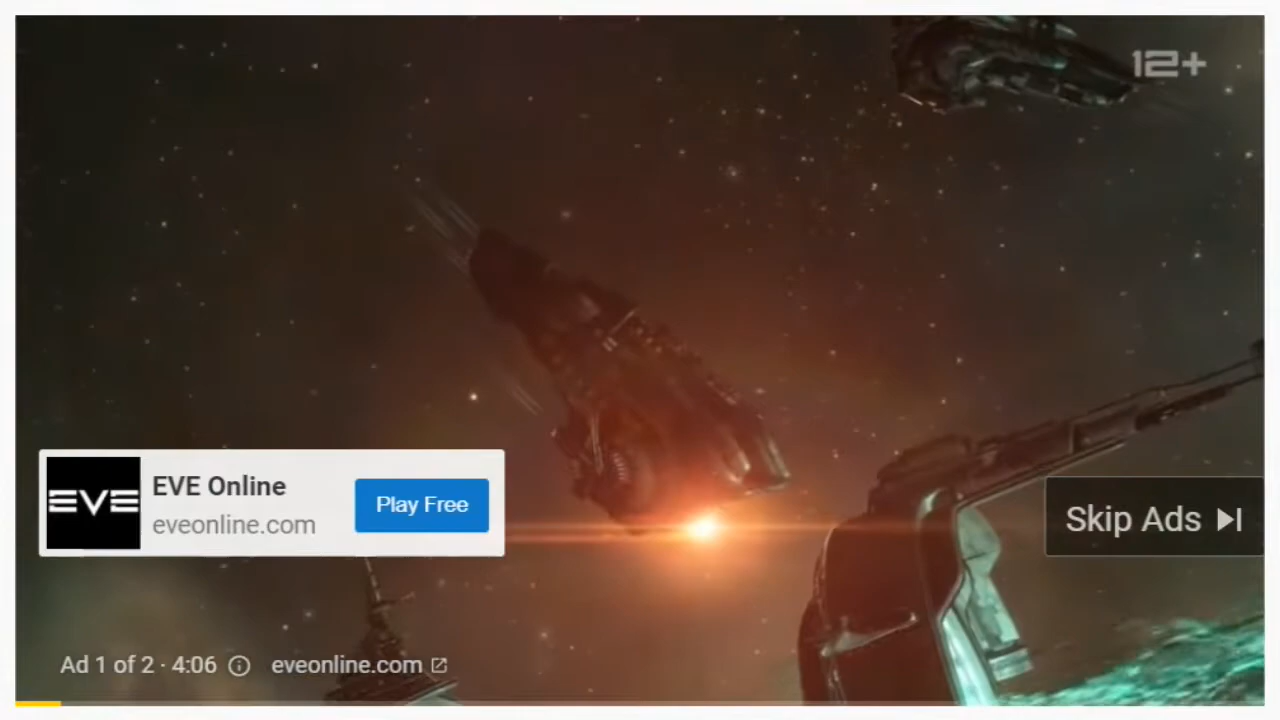 12+
EVE
EVE Online
eveonline.com
Play Free
Skip Ads
Ad 1 of 2 · 4:06 eveonline.com